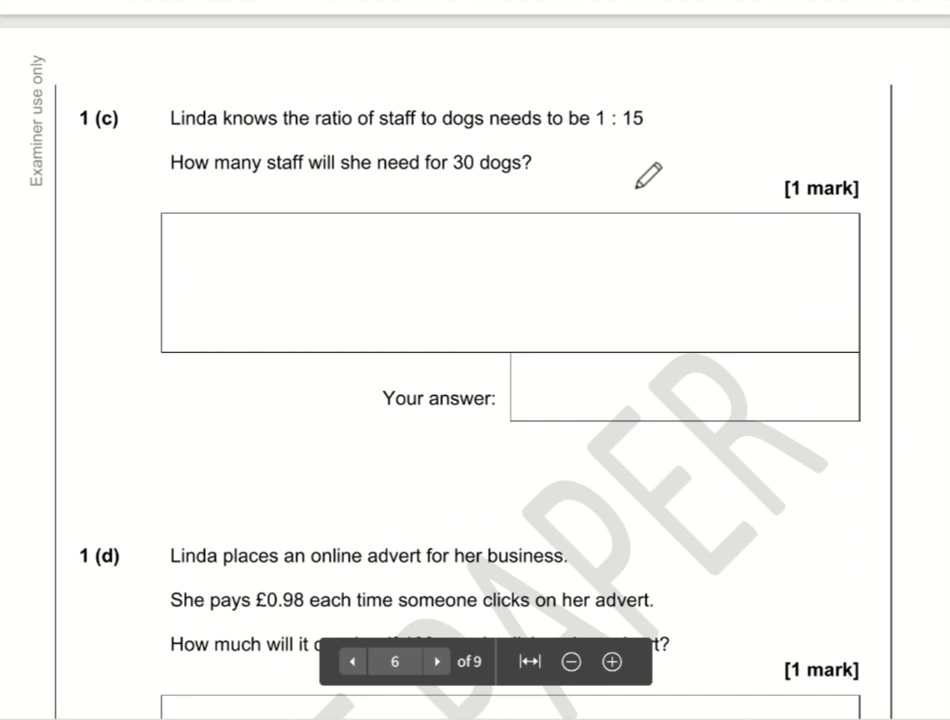 Examiner use only
1 (c) Linda knows the ratio of staff to dogs needs to be 1 : 15
How many staff will she need for 30 dogs?
[1 mark]
Your answer:
PAPER
1 (d) Linda places an online advert for her business.
She pays £0.98 each time someone clicks on her advert.
How much will it
6 of 9
[1 mark]